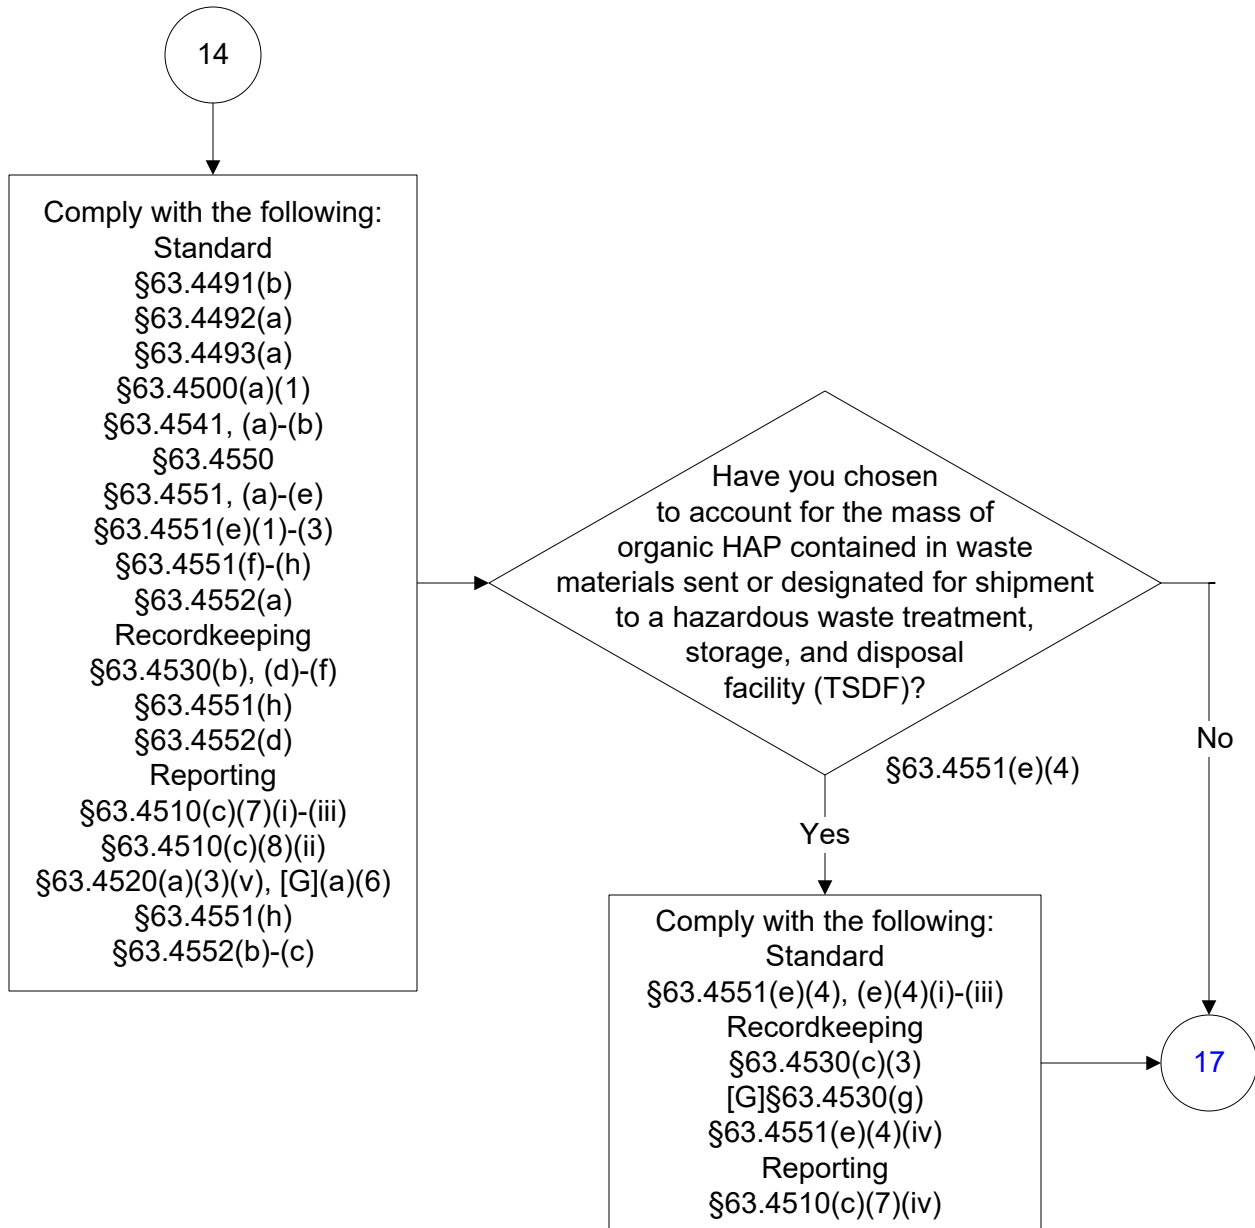 14
Comply with the following:
Standard
§63.4491(b)
§63.4492(a)
§63.4493(a)
§63.4500(a)(1)
§63.4541, (a)-(b)
§63.4550
§63.4551, (a)-(e)
§63.4551(e)(1)-(3)
§63.4551(f)-(h)
§63.4552(a)
Recordkeeping
§63.4530(b), (d)-(f)
§63.4551(h)
§63.4552(d)
Reporting
§63.4510(c)(7)(i)-(iii)
§63.4510(c)(8)(ii)
§63.4520(a)(3)(v), [G](a)(6)
§63.4551(h)
§63.4552(b)-(c)
Have you chosen
to account for the mass of
organic HAP contained in waste
materials sent or designated for shipment
to a hazardous waste treatment,
storage, and disposal
facility (TSDF)?
§63.4551(e)(4)
No
Yes
Comply with the following:
Standard
§63.4551(e)(4), (e)(4)(i)-(iii)
Recordkeeping
§63.4530(c)(3)
[G]§63.4530(g)
§63.4551(e)(4)(iv)
Reporting
§63.4510(c)(7)(iv)
17